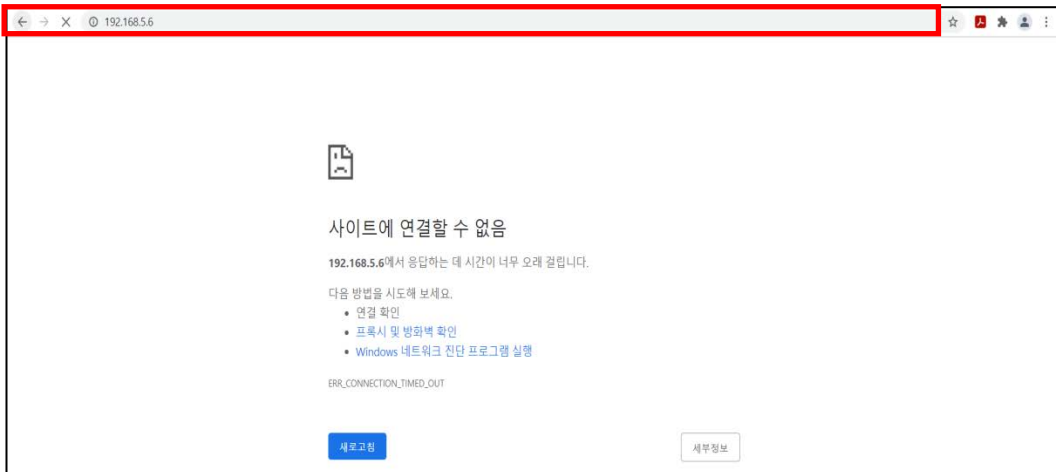 192.168.5.6
사이트에 연결할 수 없음
192.168.5.6에서 응답하는 데 시간이 너무 오래 걸립니다.
다음 방법을 시도해 보세요.
연결 확인
프록시 및 방화벽 확인
Windows 네트워크 진단 프로그램 실행
ERR_CONNECTION_TIMED_OUT
새로고침
세부정보